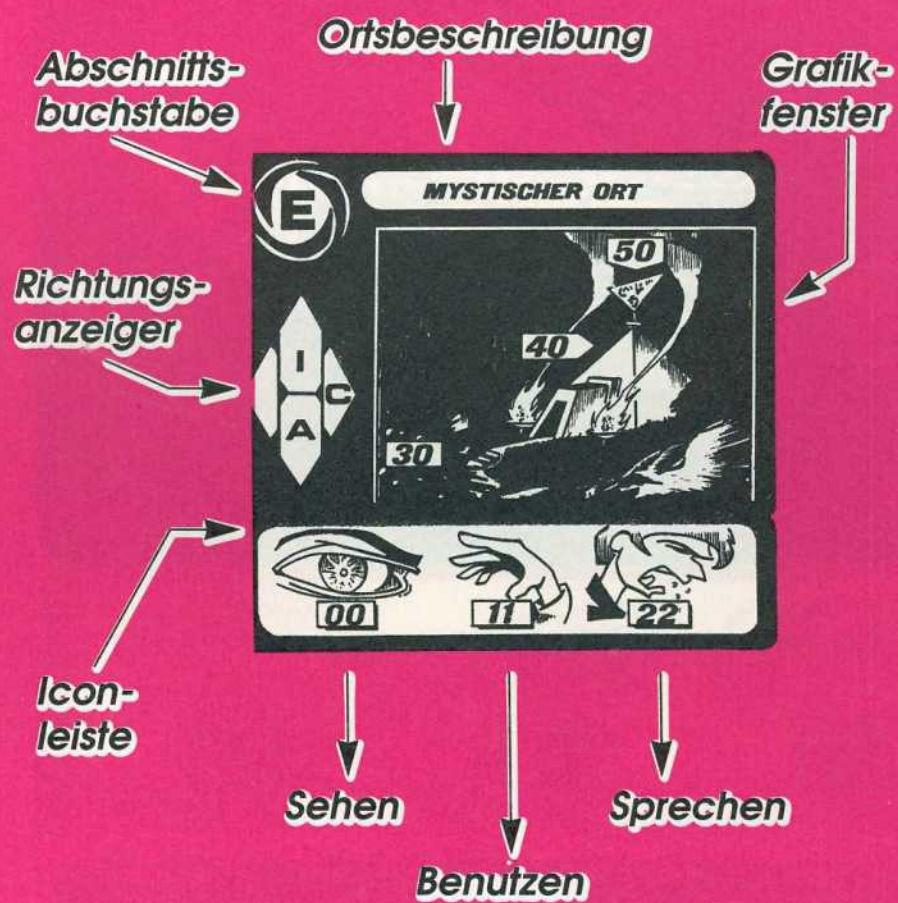 Ortsbeschreibung
Abschnitts-
buchstabe
Grafik-
fenster
E
MYSTISCHER ORT
50
Richtungs-
anzeiger
40
I
C
A
30
00
11
22
Icon-
leiste
Sehen
Sprechen
Benutzen